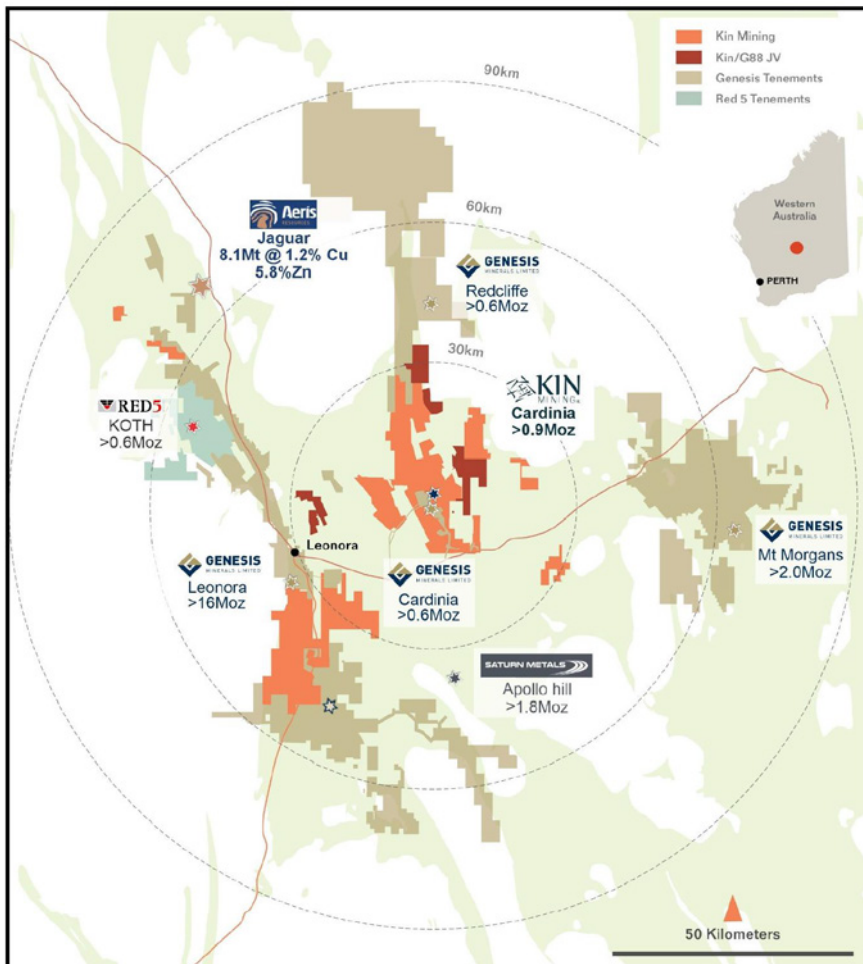 Kin Mining
Kin/G88 JV
Genesis Tenements
Red 5 Tenements
90km
Western
Australia
PERTH
60km
Aeris
RESOURCES
Jaguar
8.1Mt @ 1.2% Cu
5.8%Zn
GENESIS
MINERALS LIMITED
Redcliffe
>0.6Moz
30km
KIN
MINING
Cardinia
>0.9Moz
RED5
KOTH
>0.6Moz
Leonora
GENESIS
MINERALS LIMITED
Leonora
>16Moz
GENESIS
MINERALS LIMITED
Cardinia
>0.6Moz
GENESIS
MINERALS LIMITED
Mt Morgans
>2.0Moz
SATURN METALS
Apollo hill
>1.8Moz
50 Kilometers